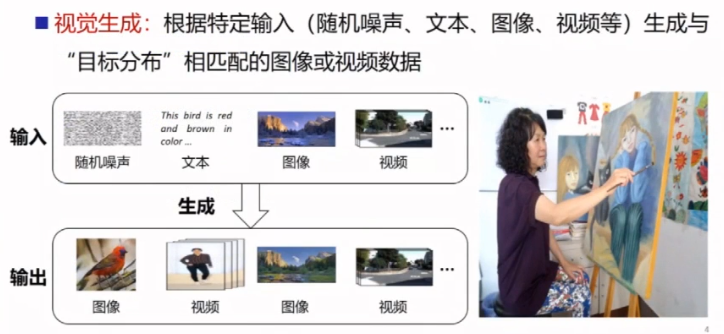 视觉生成：根据特定输入（随机噪声、文本、图像、视频等）生成与
“目标分布”相匹配的图像或视频数据
输入
This bird is red
and brown in
color ...
...
随机噪声
文本
图像
视频
生成
输出
...
图像
视频
图像
视频
4